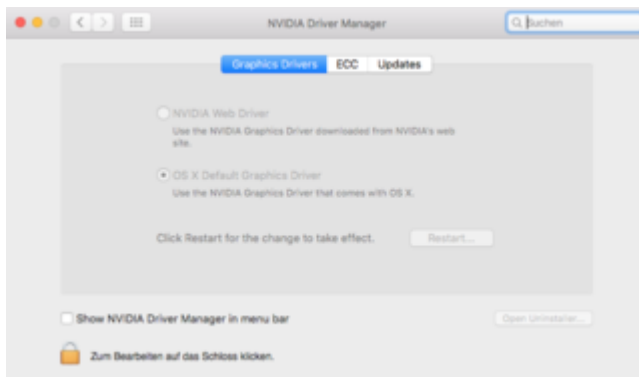 NVIDIA Driver Manager
Suchen
Graphics Drivers ECC Updates
NVIDIA Web Driver
Use the NVIDIA Graphics Driver downloaded from NVIDIA's web
site.
OS X Default Graphics Driver
Use the NVIDIA Graphics Driver that comes with OS X.
Click Restart for the change to take effect. Restart...
Show NVIDIA Driver Manager in menu bar
Open Uninstaller...
Zum Bearbeiten auf das Schloss klicken.